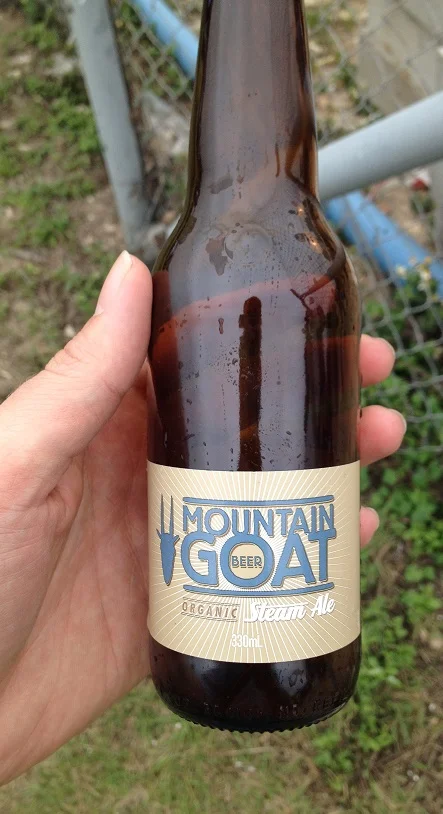 MOUNTAIN
GOAT
BEER
ORGANIC Steam Ale
330mL